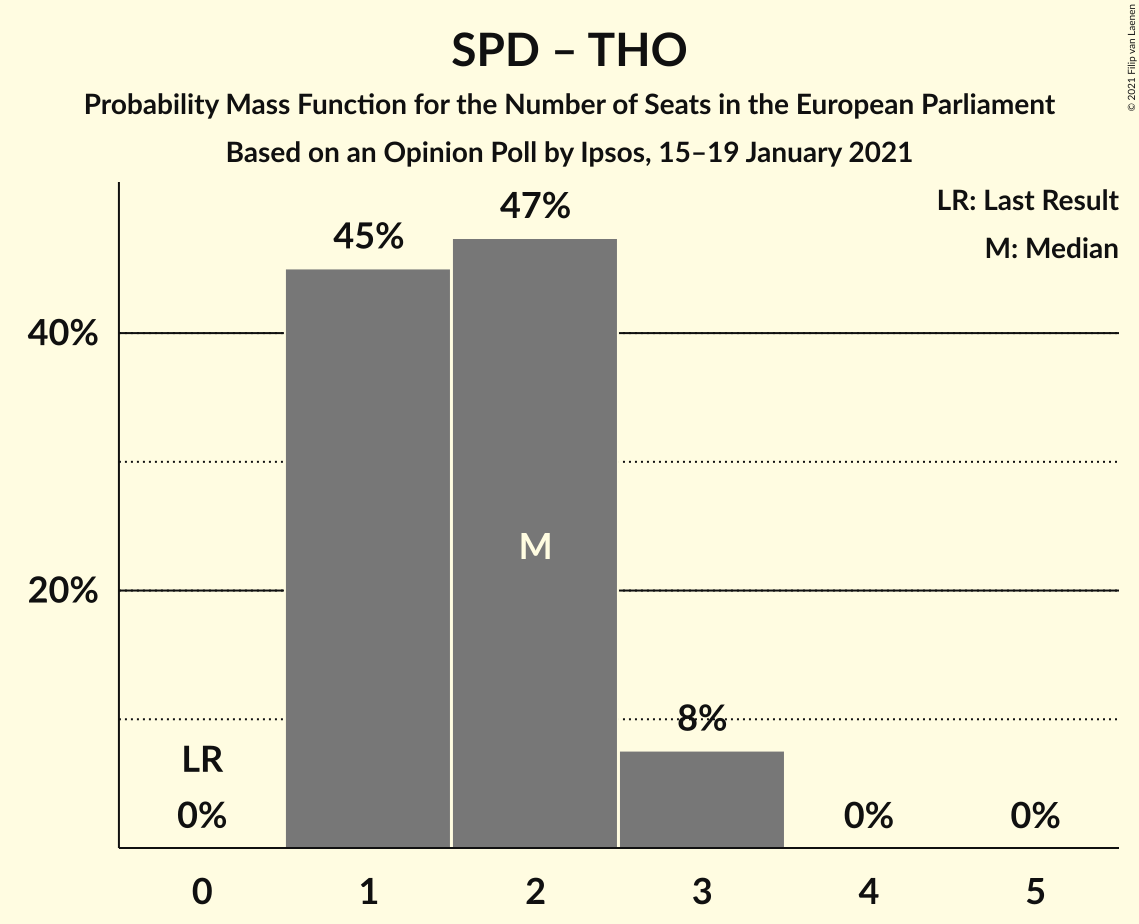 SPD – THO
Probability Mass Function for the Number of Seats in the European Parliament
Based on an Opinion Poll by Ipsos, 15–19 January 2021
© 2021 Filip van Laenen
LR: Last Result
M: Median
47%
45%
40%
M
20%
8%
LR
0%
0%
0%
0
1
2
3
4
5